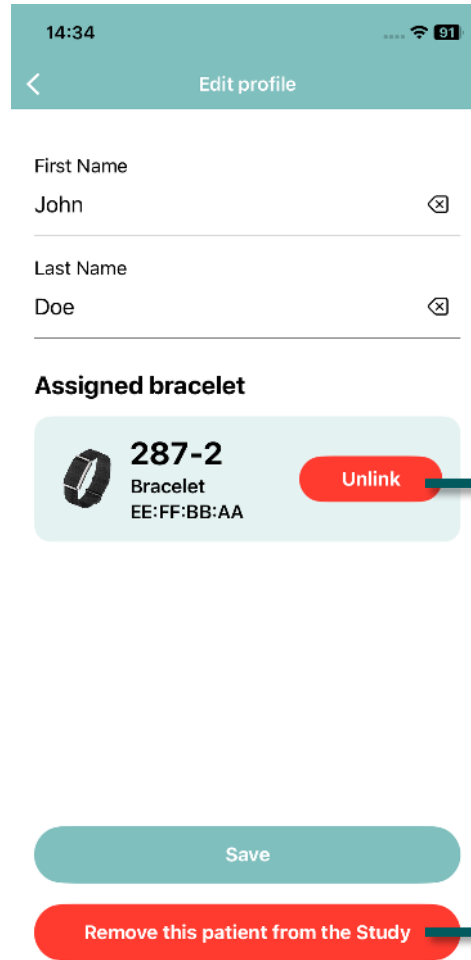 14:34
91
Edit profile
First Name
John
Last Name
Doe
Assigned bracelet
287-2
Bracelet
EE:FF:BB:AA
Unlink
Save
Remove this patient from the Study